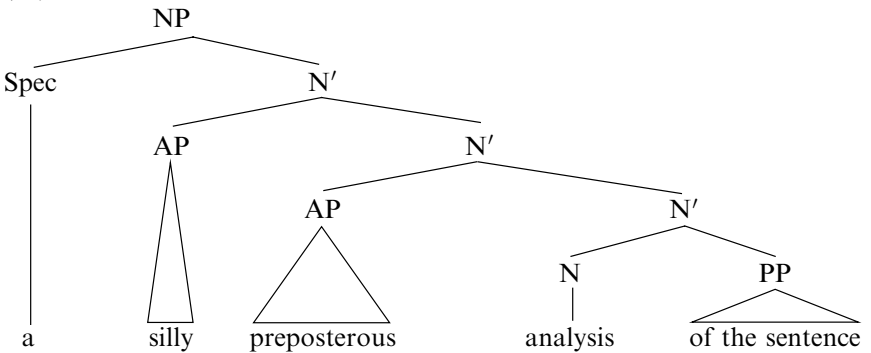 NP
Spec N′
AP N′
AP N′
N PP
a silly preposterous analysis of the sentence